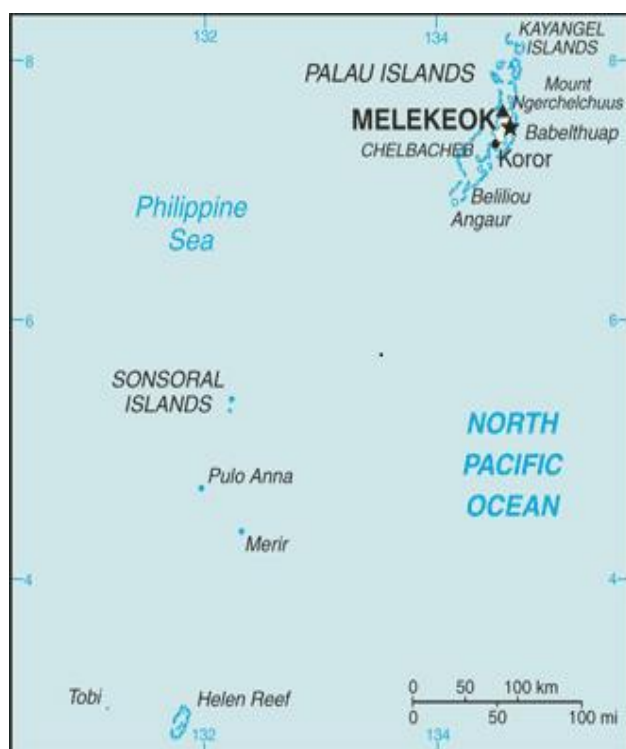 132
134
KAYANGEL
ISLANDS
8
8
PALAU ISLANDS
Mount
Ngerchelchuus
MELEKEOK
Babelthuap
CHELBACHEB
Koror
Beliliou
Angaur
Philippine
Sea
6
6
SONSORAL
ISLANDS
NORTH
PACIFIC
OCEAN
Pulo Anna
Merir
4
4
Tobi
Helen Reef
0 50 100 km
0 50 100 mi
132
134